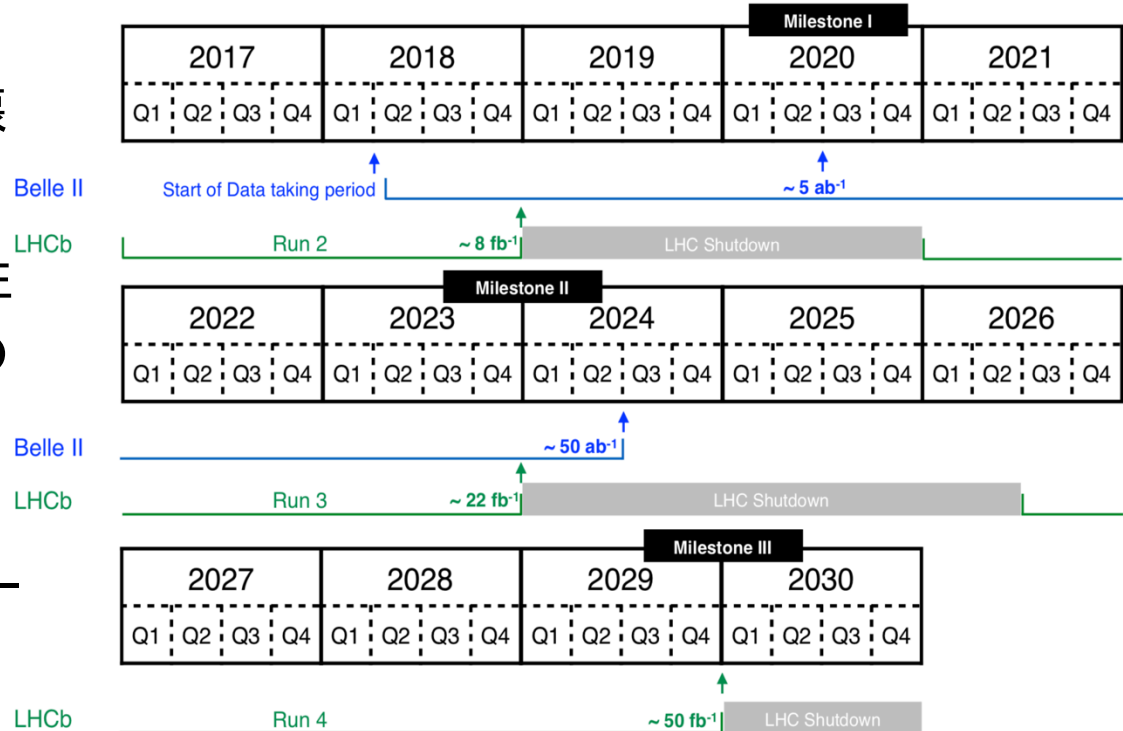 Milestone I
2017 2018 2019 2020 2021
Q1 Q2 Q3 Q4 Q1 Q2 Q3 Q4 Q1 Q2 Q3 Q4 Q1 Q2 Q3 Q4 Q1 Q2 Q3 Q4
Belle II Start of Data taking period ~ 5 ab⁻¹
LHCb Run 2 ~ 8 fb⁻¹ LHC Shutdown
Milestone II
2022 2023 2024 2025 2026
Q1 Q2 Q3 Q4 Q1 Q2 Q3 Q4 Q1 Q2 Q3 Q4 Q1 Q2 Q3 Q4 Q1 Q2 Q3 Q4
Belle II ~ 50 ab⁻¹
LHCb Run 3 ~ 22 fb⁻¹ LHC Shutdown
Milestone III
2027 2028 2029 2030
Q1 Q2 Q3 Q4 Q1 Q2 Q3 Q4 Q1 Q2 Q3 Q4 Q1 Q2 Q3 Q4
LHCb Run 4 ~ 50 fb⁻¹ LHC Shutdown